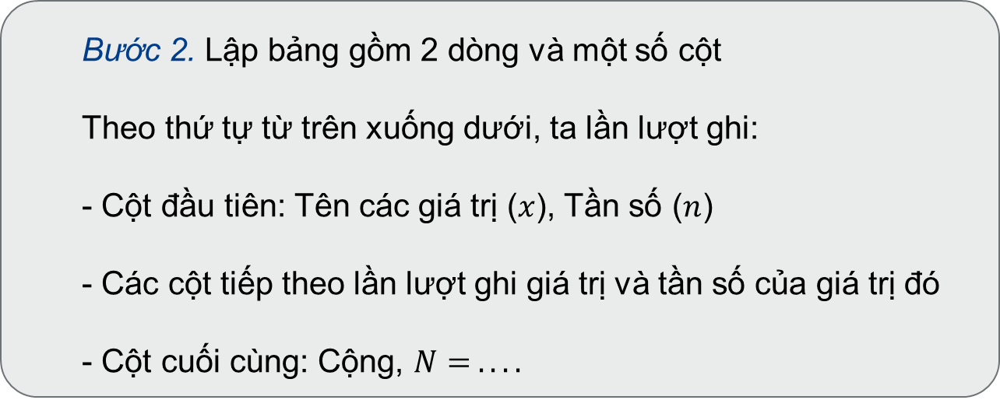 Bước 2. Lập bảng gồm 2 dòng và một số cột
Theo thứ tự từ trên xuống dưới, ta lần lượt ghi:
- Cột đầu tiên: Tên các giá trị (x), Tần số (n)
- Các cột tiếp theo lần lượt ghi giá trị và tần số của giá trị đó
- Cột cuối cùng: Cộng, N = ....